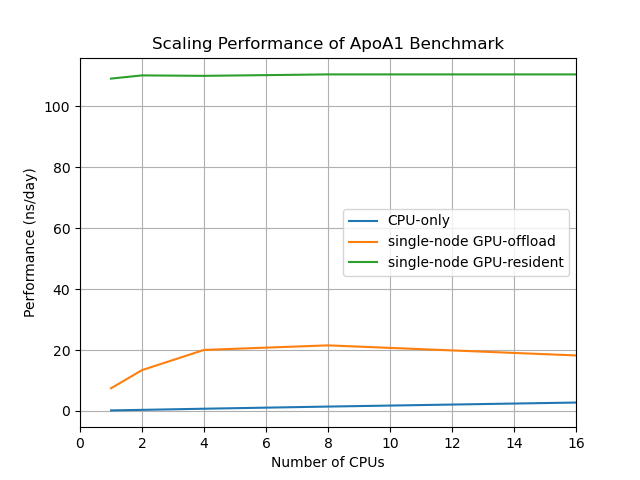 Scaling Performance of ApoA1 Benchmark
Performance (ns/day)
100
80
60
40
20
0
CPU-only
single-node GPU-offload
single-node GPU-resident
0 2 4 6 8 10 12 14 16
Number of CPUs